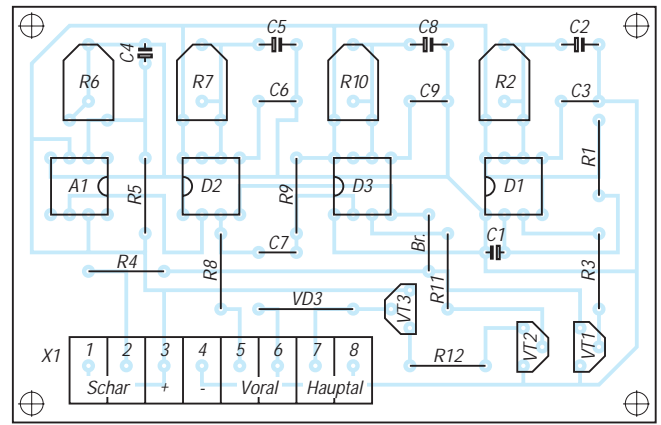 C5 C8 C2
C4
R6 R7 R10 R2
C6 C9 C3
R1
A1 R5 D2 R9 D3 D1
C7 Br. C1
R4 R8 R11 R3
VD3 VT3
X1 1 2 3 4 5 6 7 8
R12 VT2 VT1
Schar + - Voral Hauptal